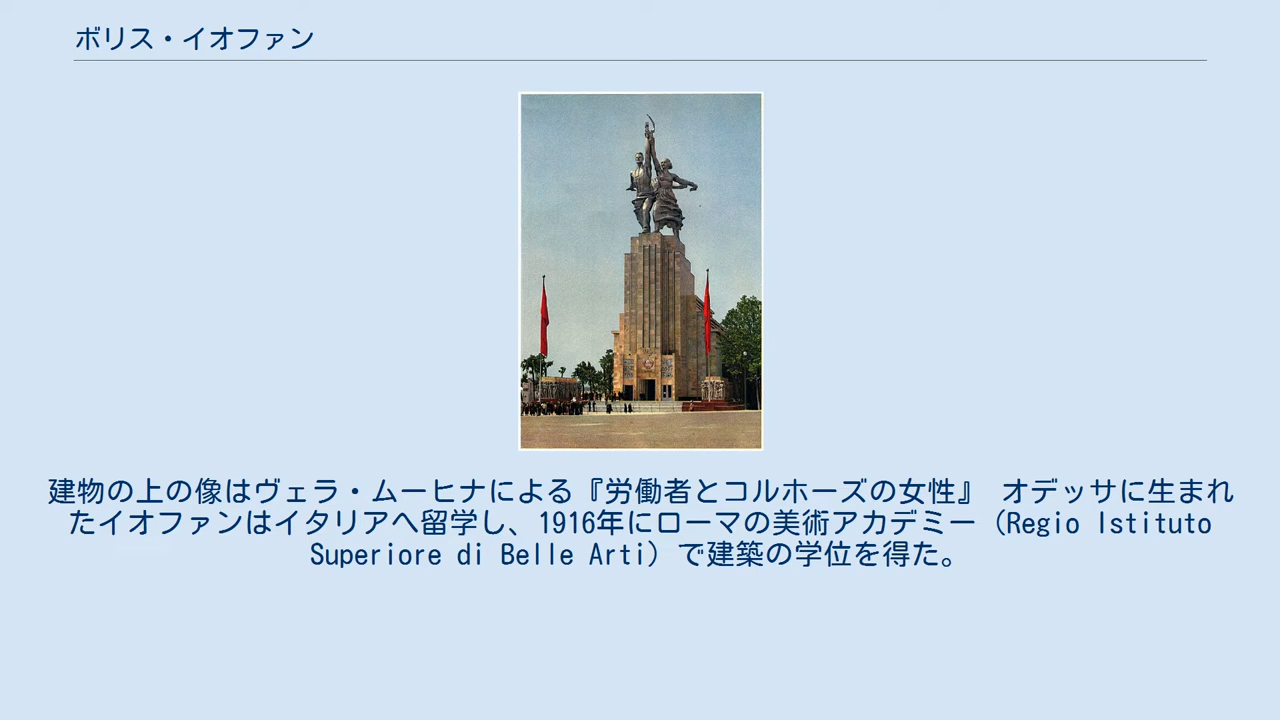 ボリス・イオファン
建物の上の像はヴェラ・ムーヒナによる『労働者とコルホーズの女性』 オデッサに生まれ
たイオファンはイタリアへ留学し、1916年にローマの美術アカデミー（Regio Istituto
Superiore di Belle Arti）で建築の学位を得た。